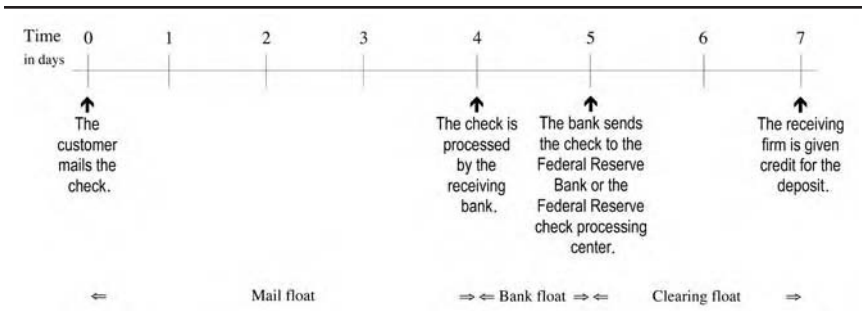 Time 0 1 2 3 4 5 6 7
in days
The
customer
mails the
check.
The check is
processed
by the
receiving
bank.
The bank sends
the check to the
Federal Reserve
Bank or the
Federal Reserve
check processing
center.
The receiving
firm is given
credit for the
deposit.
⇐ Mail float ⇒ ⇐ Bank float ⇒ ⇐ Clearing float ⇒